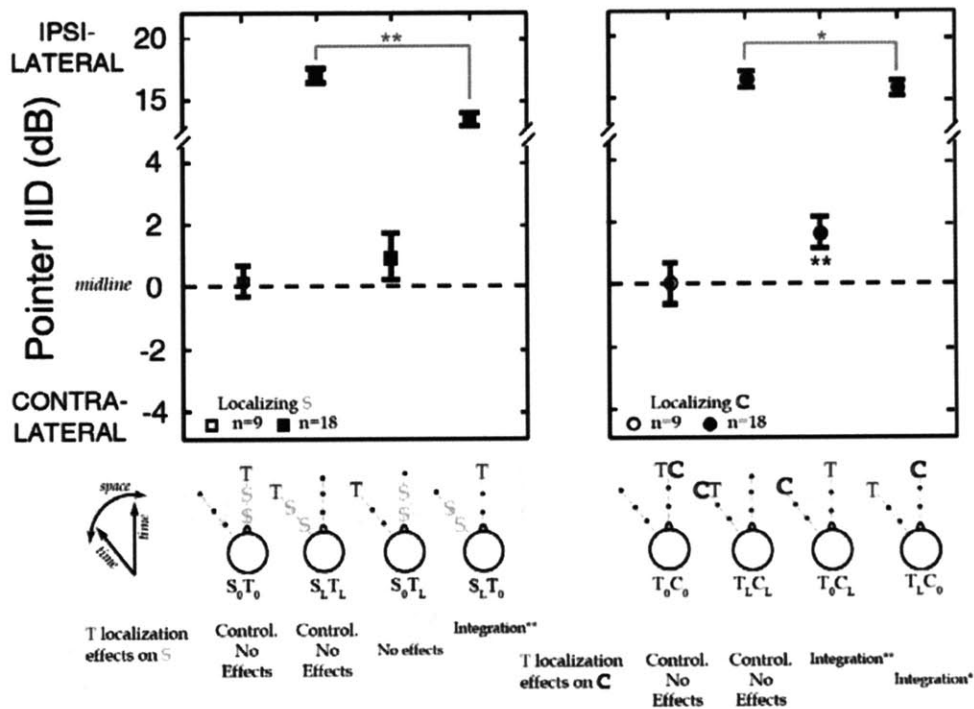 IPSI-
LATERAL
Pointer IID (dB)
CONTRA-
LATERAL
20
15
4
2
midline
0
-2
-4
**
Localizing S
n=9 n=18
*
**
Localizing C
n=9 n=18
space
time
time
T
S
S
S₀T₀
T
S
S
SLTL
T
S
S
S₀TL
T
S
S
SLT₀
TC
T₀C₀
CT
TLCL
T
C
T₀CL
C
T
TLC₀
T localization
effects on S
Control.
No
Effects
Control.
No
Effects
No effects
Integration**
T localization
effects on C
Control.
No
Effects
Control.
No
Effects
Integration**
Integration*